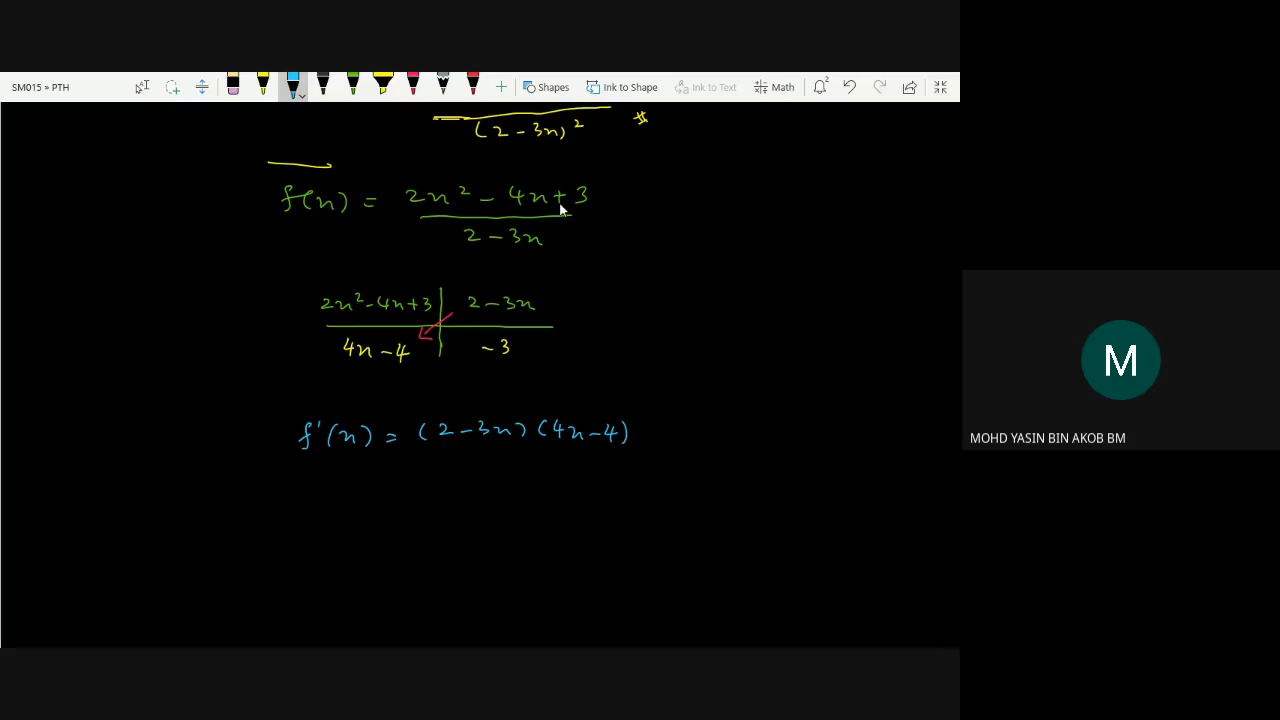 SM015 » PTH
Shapes
Ink to Shape
Ink to Text
Math
2
(2 - 3x)²
f(x) = 2x² - 4x + 3
2 - 3x
2x² - 4x + 3 | 2 - 3x
4x - 4 | - 3
f'(x) = (2 - 3x) (4x - 4)
M
MOHD YASIN BIN AKOB BM